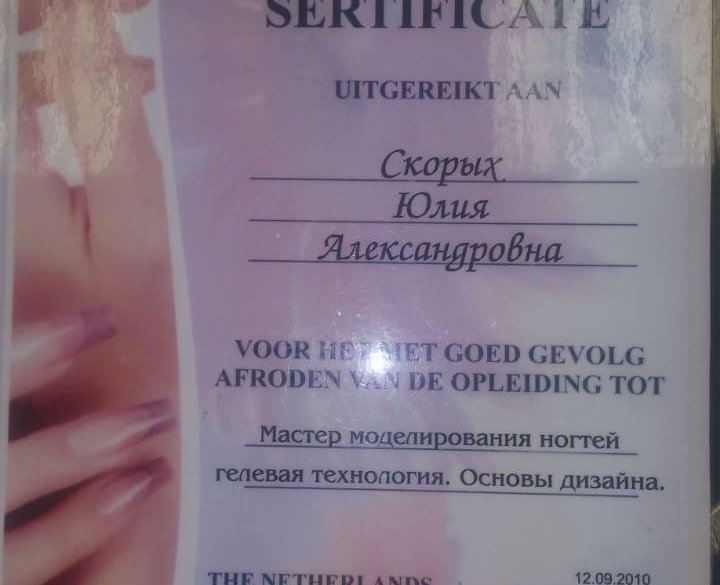 SERTIFICATE
UITGEREIKT AAN
Скорых
Юлия
Александровна
VOOR HET MET GOED GEVOLG
AFRODEN VAN DE OPLEIDING TOT
Мастер моделирования ногтей
гелевая технология. Основы дизайна.
THE NETHERLANDS
12.09.2010